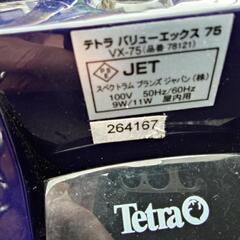 テトラ バリューエックス 75
VX-75(品番 78121)
JET
スペクトラム ブランズ ジャパン(株)
100V 50Hz/60Hz
9W/11W 屋内用
264167
Tetra